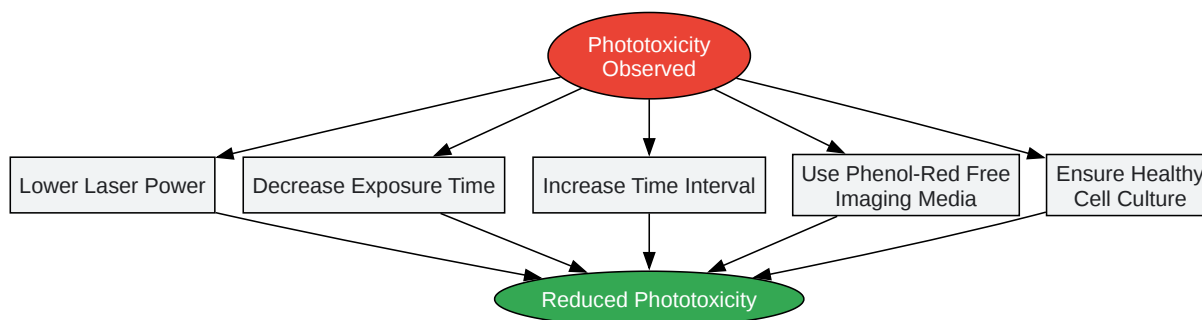 Phototoxicity
Observed
Lower Laser Power
Decrease Exposure Time
Increase Time Interval
Use Phenol-Red Free
Imaging Media
Ensure Healthy
Cell Culture
Reduced Phototoxicity